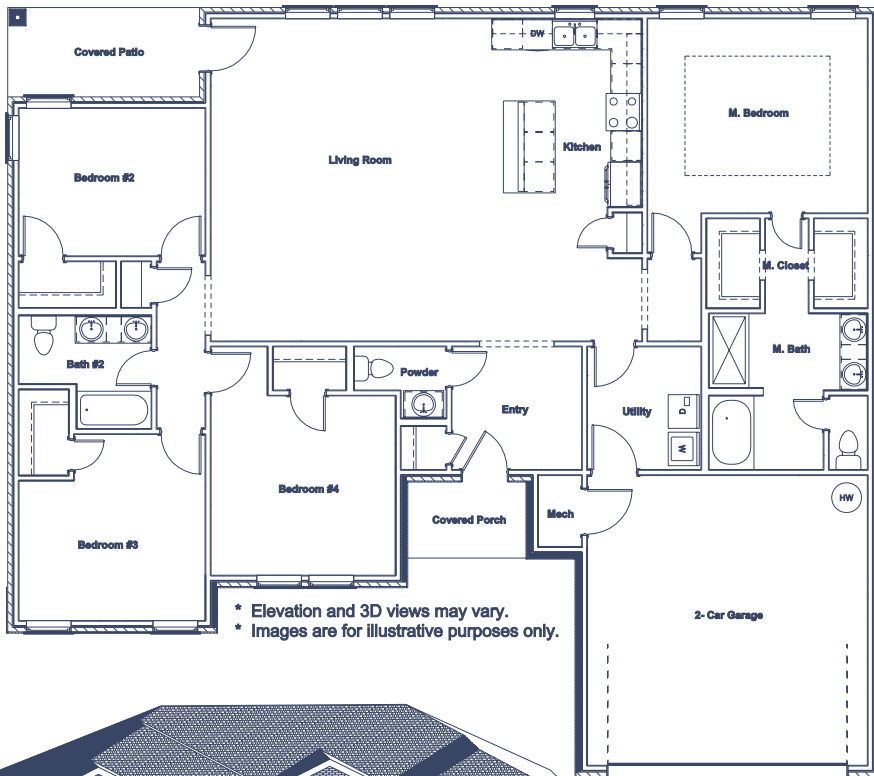 Covered Patio
DW
M. Bedroom
Kitchen
Living Room
Bedroom #2
M. Closet
M. Bath
Bath #2
Powder
Entry
Utility
D
W
Bedroom #4
HW
Mech
Covered Porch
Bedroom #3
* Elevation and 3D views may vary.
* Images are for illustrative purposes only.
2- Car Garage